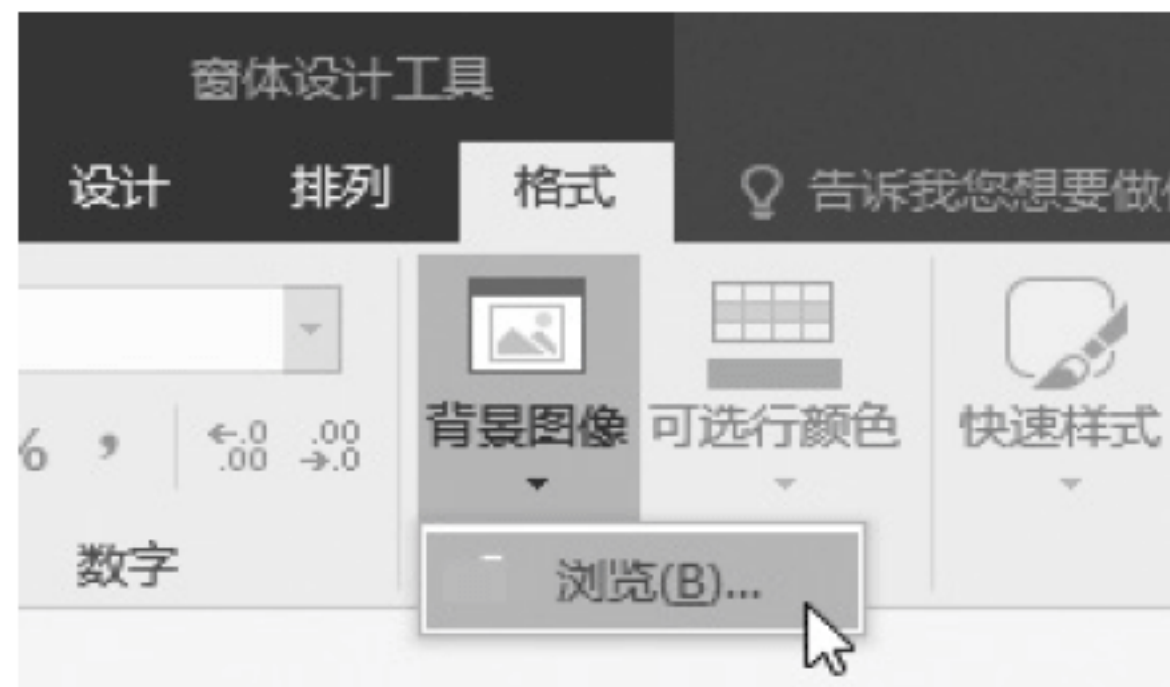 窗体设计工具
设计 排列 格式 告诉我您想要做
% , ←.0 .00 .00 →.0
背景图像 可选行颜色 快速样式
数字
浏览(B)...